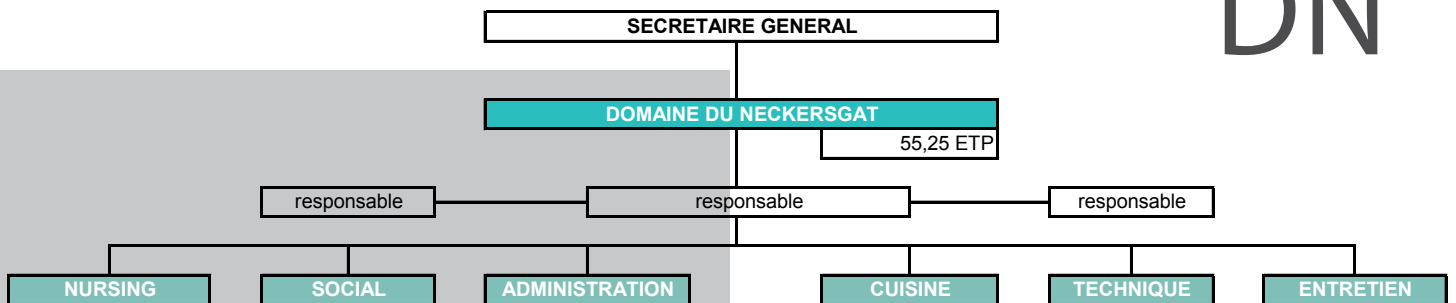 DN
SECRETAIRE GENERAL
DOMAINE DU NECKERSGAT
55,25 ETP
responsable responsable responsable
NURSING SOCIAL ADMINISTRATION CUISINE TECHNIQUE ENTRETIEN